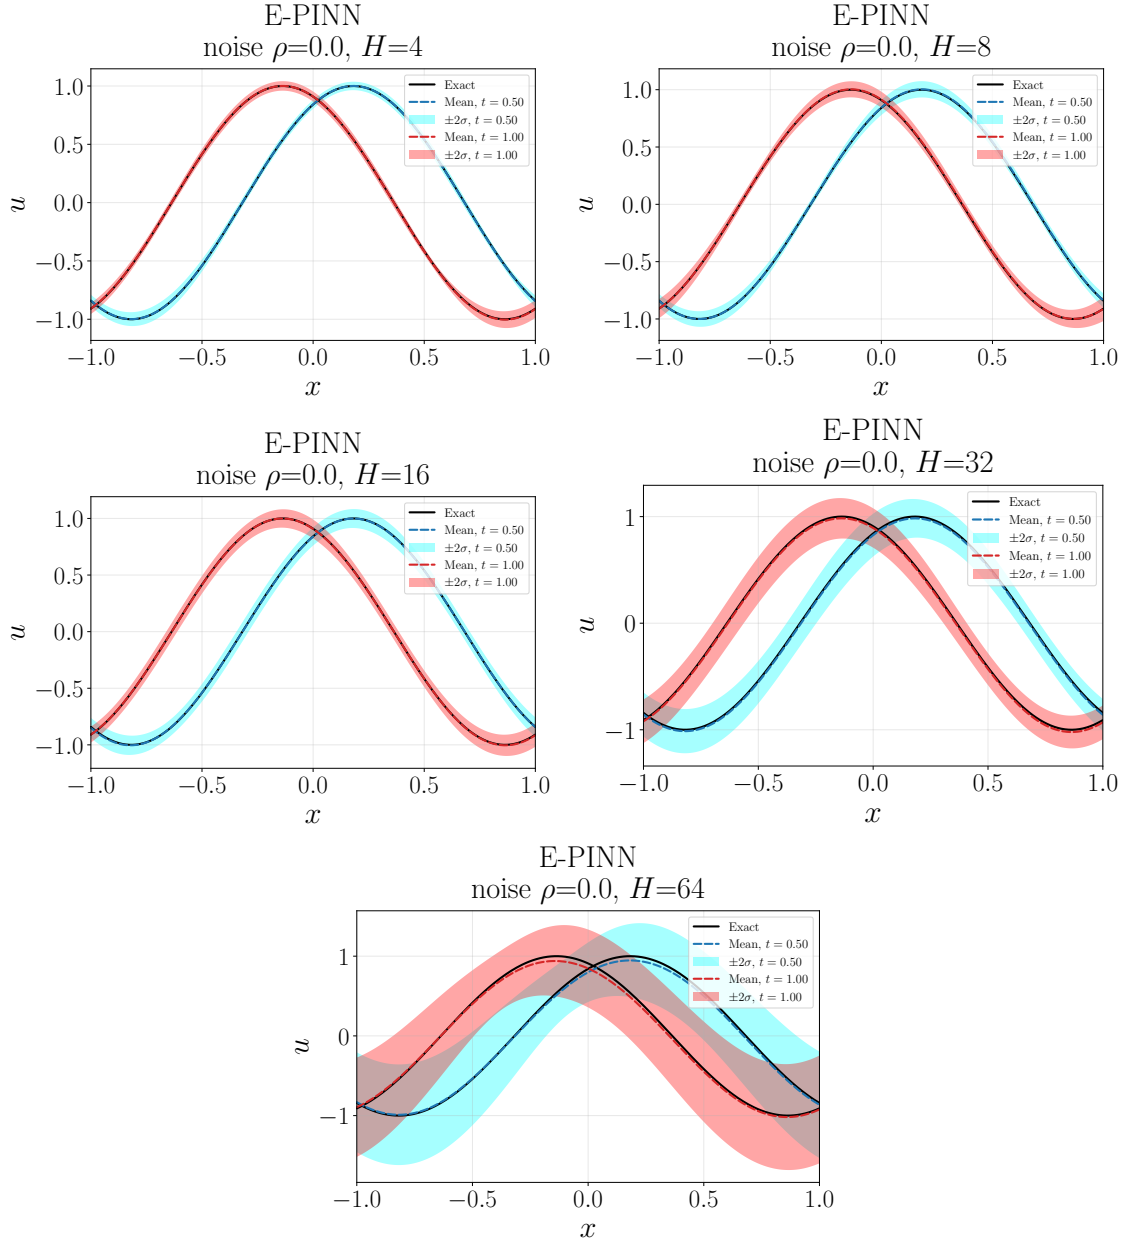 E-PINN
noise ρ=0.0, H=4
1.0
0.5
0.0
−0.5
−1.0
u
−1.0 −0.5 0.0 0.5 1.0
x
Exact
Mean, t = 0.50
±2σ, t = 0.50
Mean, t = 1.00
±2σ, t = 1.00
E-PINN
noise ρ=0.0, H=8
1.0
0.5
0.0
−0.5
−1.0
u
−1.0 −0.5 0.0 0.5 1.0
x
Exact
Mean, t = 0.50
±2σ, t = 0.50
Mean, t = 1.00
±2σ, t = 1.00
E-PINN
noise ρ=0.0, H=16
1.0
0.5
0.0
−0.5
−1.0
u
−1.0 −0.5 0.0 0.5 1.0
x
Exact
Mean, t = 0.50
±2σ, t = 0.50
Mean, t = 1.00
±2σ, t = 1.00
E-PINN
noise ρ=0.0, H=32
1
0
−1
u
−1.0 −0.5 0.0 0.5 1.0
x
Exact
Mean, t = 0.50
±2σ, t = 0.50
Mean, t = 1.00
±2σ, t = 1.00
E-PINN
noise ρ=0.0, H=64
1
0
−1
u
−1.0 −0.5 0.0 0.5 1.0
x
Exact
Mean, t = 0.50
±2σ, t = 0.50
Mean, t = 1.00
±2σ, t = 1.00